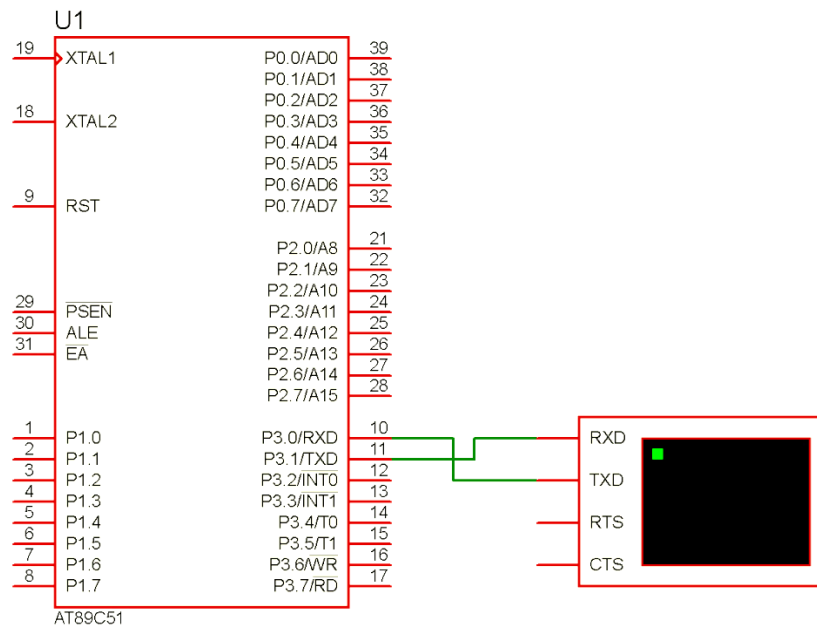 U1
19 XTAL1
18 XTAL2
9 RST
29 PSEN
30 ALE
31 EA
1 P1.0
2 P1.1
3 P1.2
4 P1.3
5 P1.4
6 P1.5
7 P1.6
8 P1.7
P0.0/AD0 39
P0.1/AD1 38
P0.2/AD2 37
P0.3/AD3 36
P0.4/AD4 35
P0.5/AD5 34
P0.6/AD6 33
P0.7/AD7 32
P2.0/A8 21
P2.1/A9 22
P2.2/A10 23
P2.3/A11 24
P2.4/A12 25
P2.5/A13 26
P2.6/A14 27
P2.7/A15 28
P3.0/RXD 10
P3.1/TXD 11
P3.2/INT0 12
P3.3/INT1 13
P3.4/T0 14
P3.5/T1 15
P3.6/WR 16
P3.7/RD 17
AT89C51
RXD
TXD
RTS
CTS